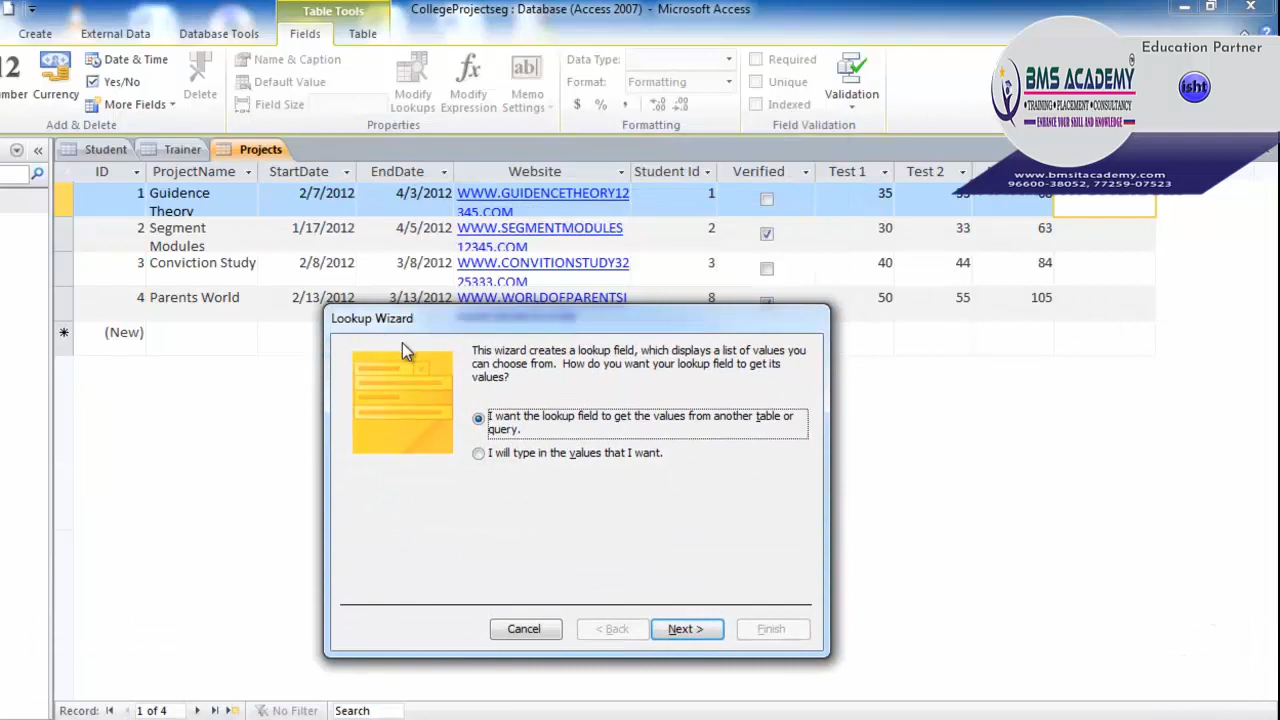 Table Tools
CollegeProjectseg : Database (Access 2007) - Microsoft Access
Create External Data Database Tools Fields Table
Education Partner
BMS ACADEMY
•TRAINING •PLACEMENT •CONSULTANCY
ENHANCE YOUR SKILL AND KNOWLEDGE
isht
www.bmsitacademy.com
96600-38052, 77259-07523
12 Currency
Date & Time
Yes/No
More Fields
Delete
Add & Delete
Name & Caption
Default Value
Field Size
Modify Lookups
Modify Expression
Memo Settings
Properties
Data Type:
Format: Formatting
$ % ,
Formatting
Required
Unique
Indexed
Validation
Field Validation
Student Trainer Projects
ID ProjectName StartDate EndDate Website Student Id Verified Test 1 Test 2
1 Guidence Theory 2/7/2012 4/3/2012 WWW.GUIDENCETHEORY12 1 35
345.COM
2 Segment Modules 1/17/2012 4/5/2012 WWW.SEGMENTMODULES 2 30 33 63
12345.COM
3 Conviction Study 2/8/2012 3/8/2012 WWW.CONVITIONSTUDY32 3 40 44 84
25333.COM
4 Parents World 2/13/2012 3/13/2012 WWW.WORLDOFPARENTSI 8 50 55 105
* (New)
Lookup Wizard
This wizard creates a lookup field, which displays a list of values you
can choose from. How do you want your lookup field to get its
values?
I want the lookup field to get the values from another table or
query.
I will type in the values that I want.
Cancel < Back Next > Finish
Record: 1 of 4 No Filter Search